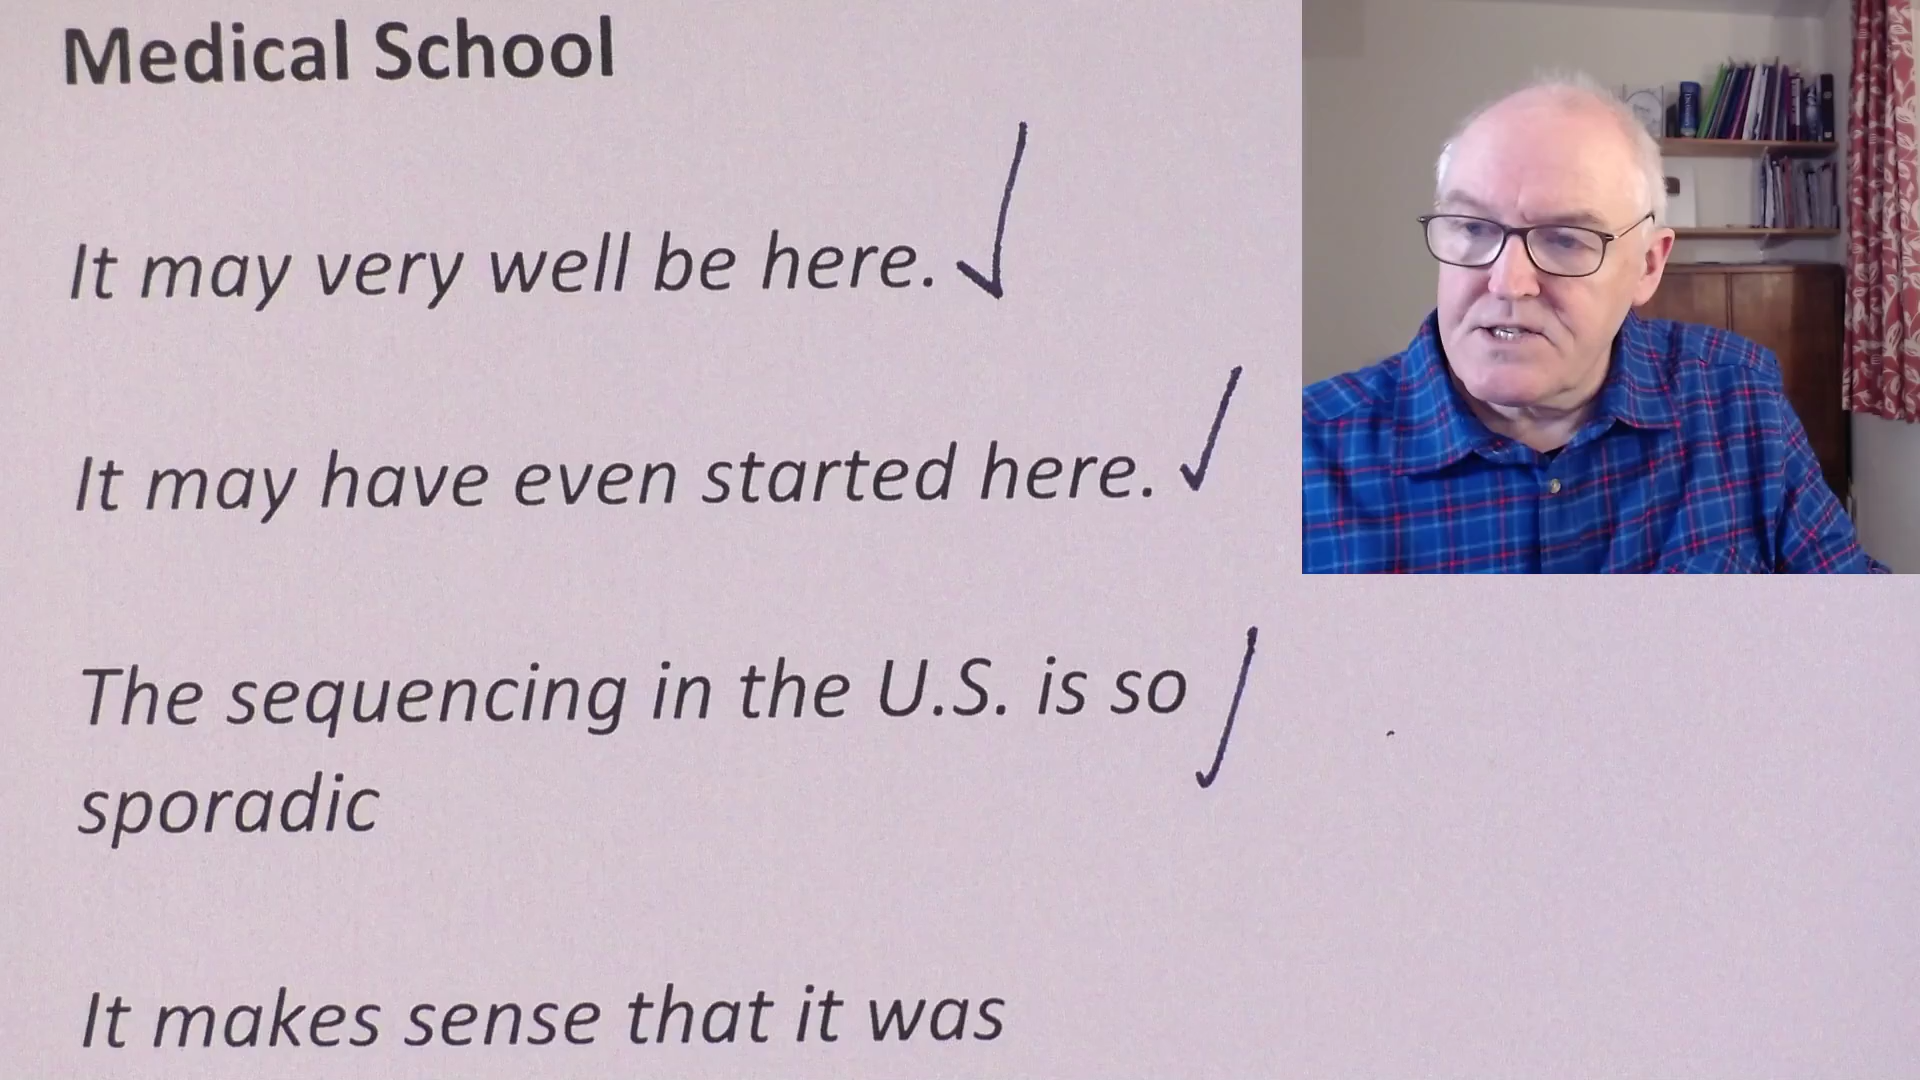 Medical School
It may very well be here.
It may have even started here.
The sequencing in the U.S. is so
sporadic
It makes sense that it was